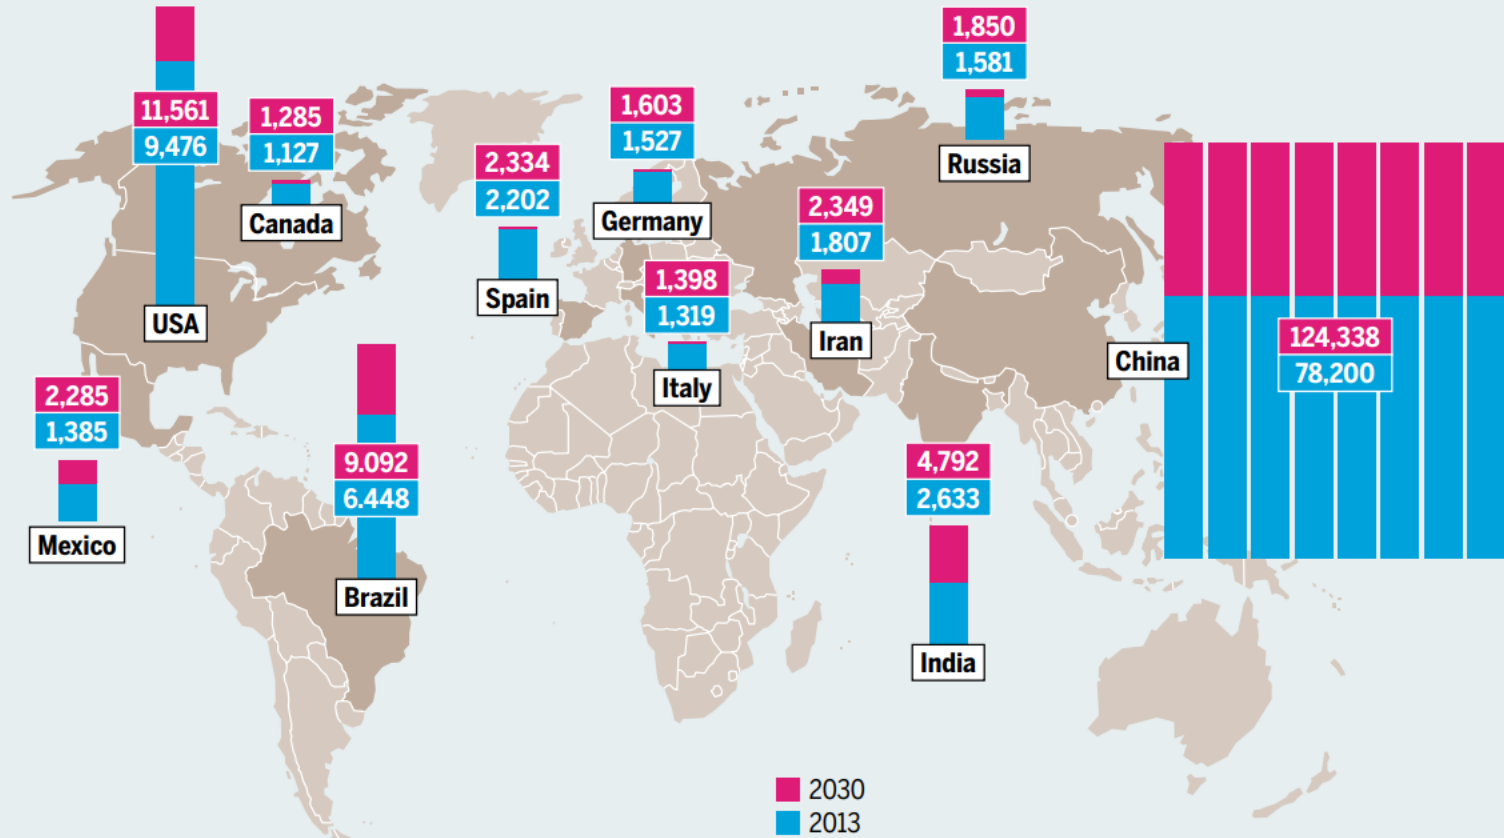 11,561
9,476
USA
1,285
1,127
Canada
2,334
2,202
Spain
1,603
1,527
Germany
1,850
1,581
Russia
2,349
1,807
Iran
1,398
1,319
Italy
124,338
78,200
China
2,285
1,385
Mexico
9.092
6.448
Brazil
4,792
2,633
India
2030
2013